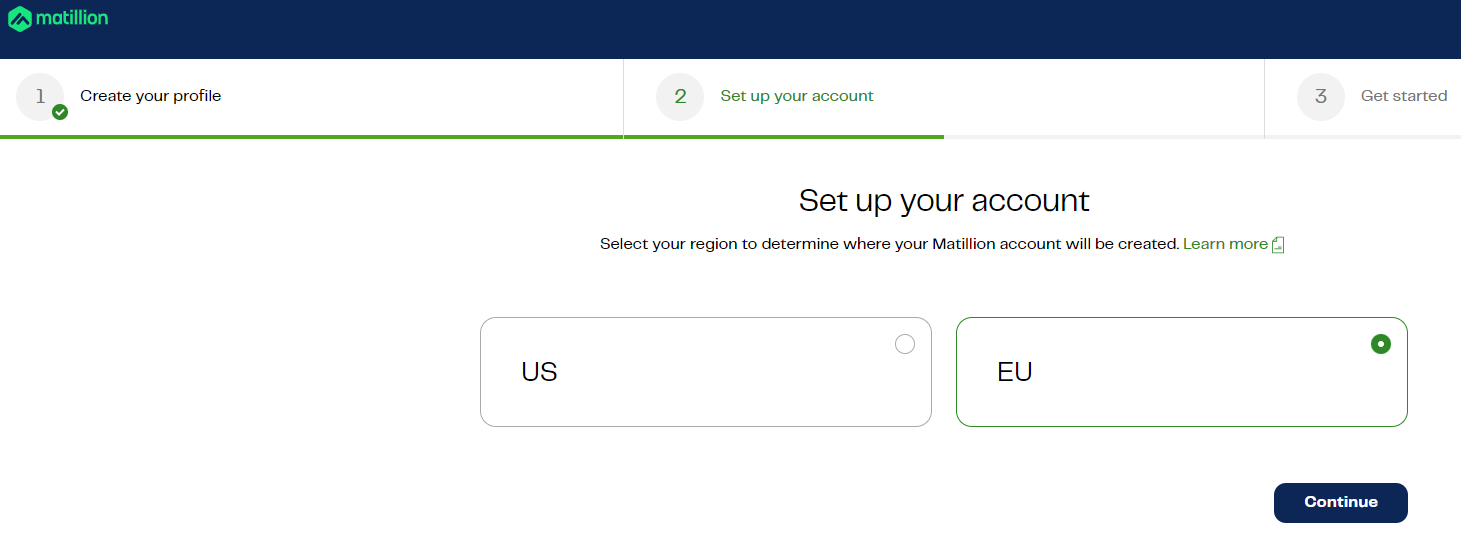 matillion
1 Create your profile
2 Set up your account
3 Get started
Set up your account
Select your region to determine where your Matillion account will be created. Learn more
US
EU
Continue